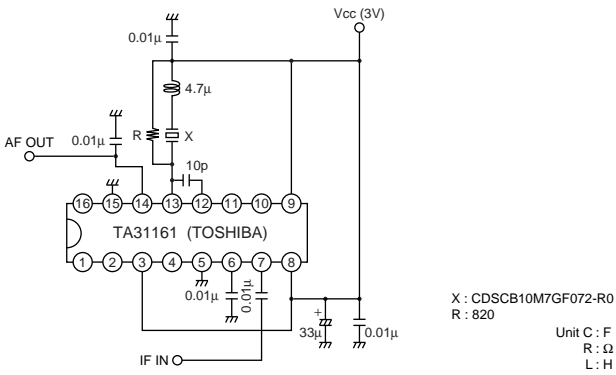 Vcc (3V)
0.01μ
4.7μ
AF OUT
0.01μ
R
X
10p
16
15
14
13
12
11
10
9
TA31161 (TOSHIBA)
1
2
3
4
5
6
7
8
0.01μ
0.01μ
+
33μ
0.01μ
IF IN
X : CDSCB10M7GF072-R0
R : 820
Unit C : F
R : Ω
L : H